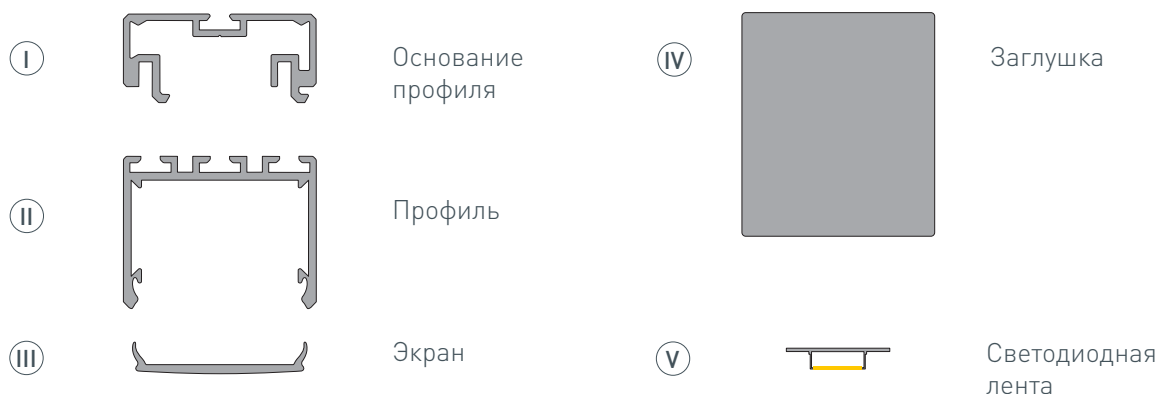 I
Основание
профиля
II
Профиль
III
Экран
IV
Заглушка
V
Светодиодная
лента